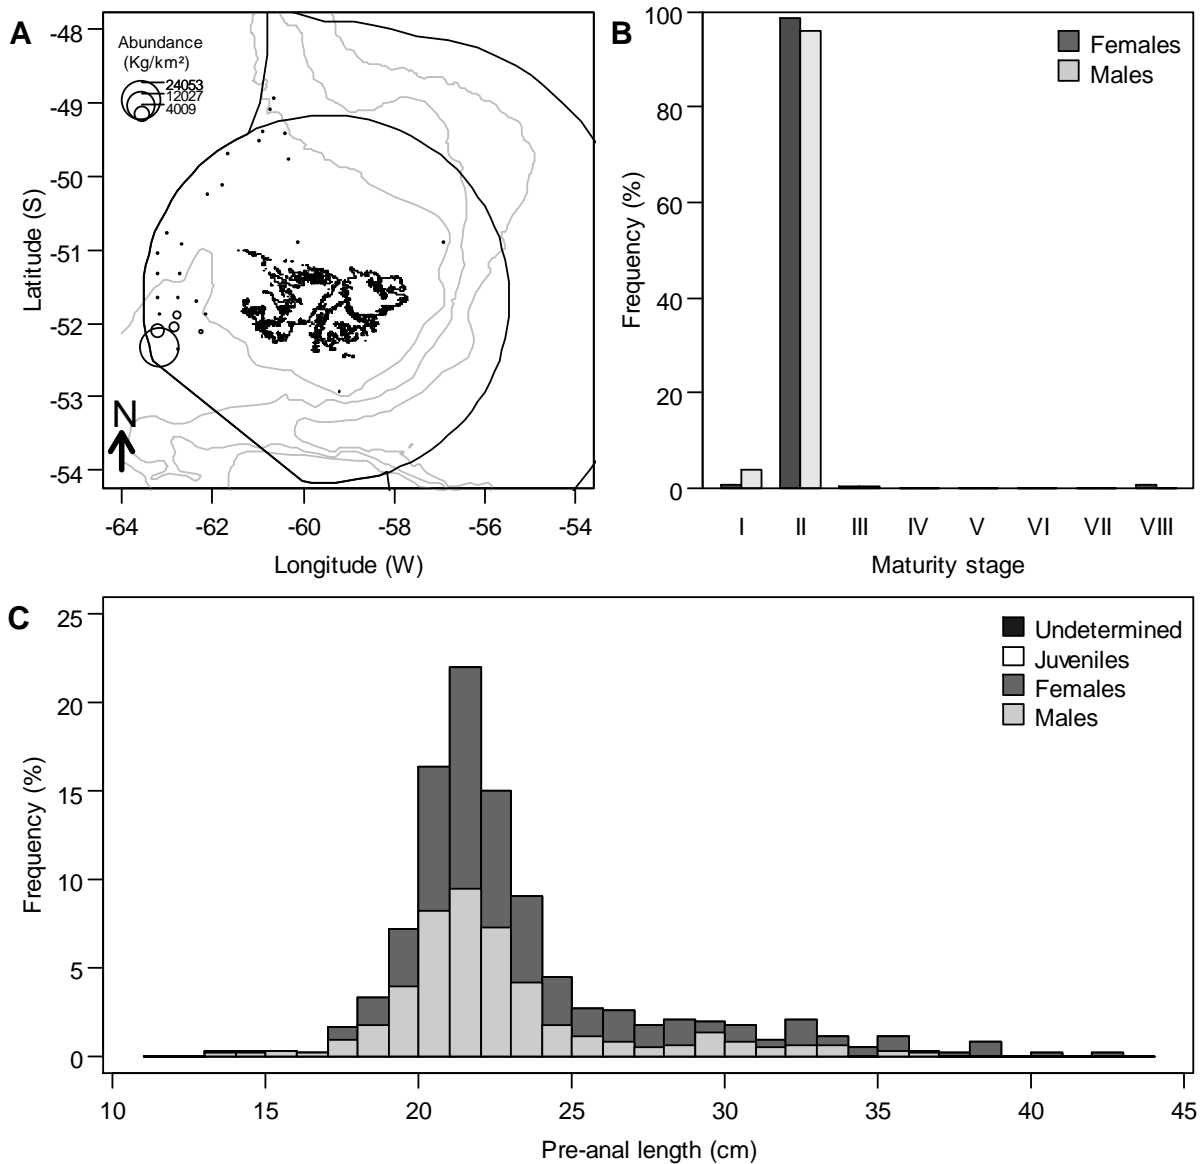 A
Abundance
(Kg/km²)
24053
12027
4009
-48
-49
-50
-51
-52
-53
-54
Latitude (S)
N
-64
-62
-60
-58
-56
-54
Longitude (W)
B
100
80
60
40
20
0
Frequency (%)
Females
Males
I
II
III
IV
V
VI
VII
VIII
Maturity stage
C
25
20
15
10
5
0
Frequency (%)
Undetermined
Juveniles
Females
Males
10
15
20
25
30
35
40
45
Pre-anal length (cm)